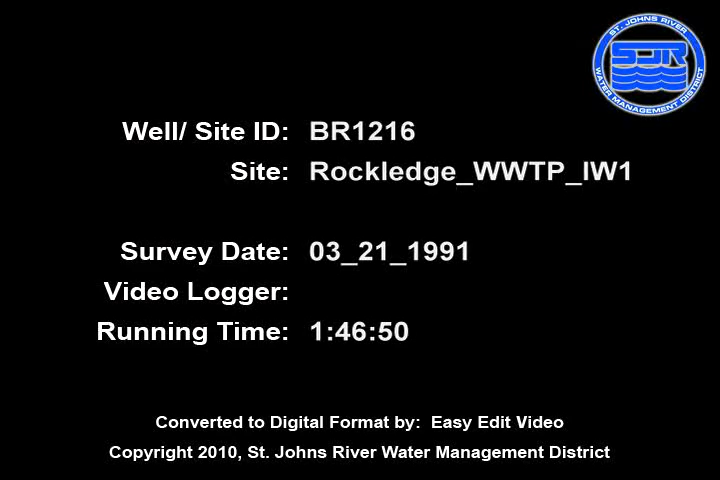 ST. JOHNS RIVER
SJR
WATER MANAGEMENT DISTRICT
Well/ Site ID: BR1216
Site: Rockledge_WWTP_IW1
Survey Date: 03_21_1991
Video Logger:
Running Time: 1:46:50
Converted to Digital Format by: Easy Edit Video
Copyright 2010, St. Johns River Water Management District